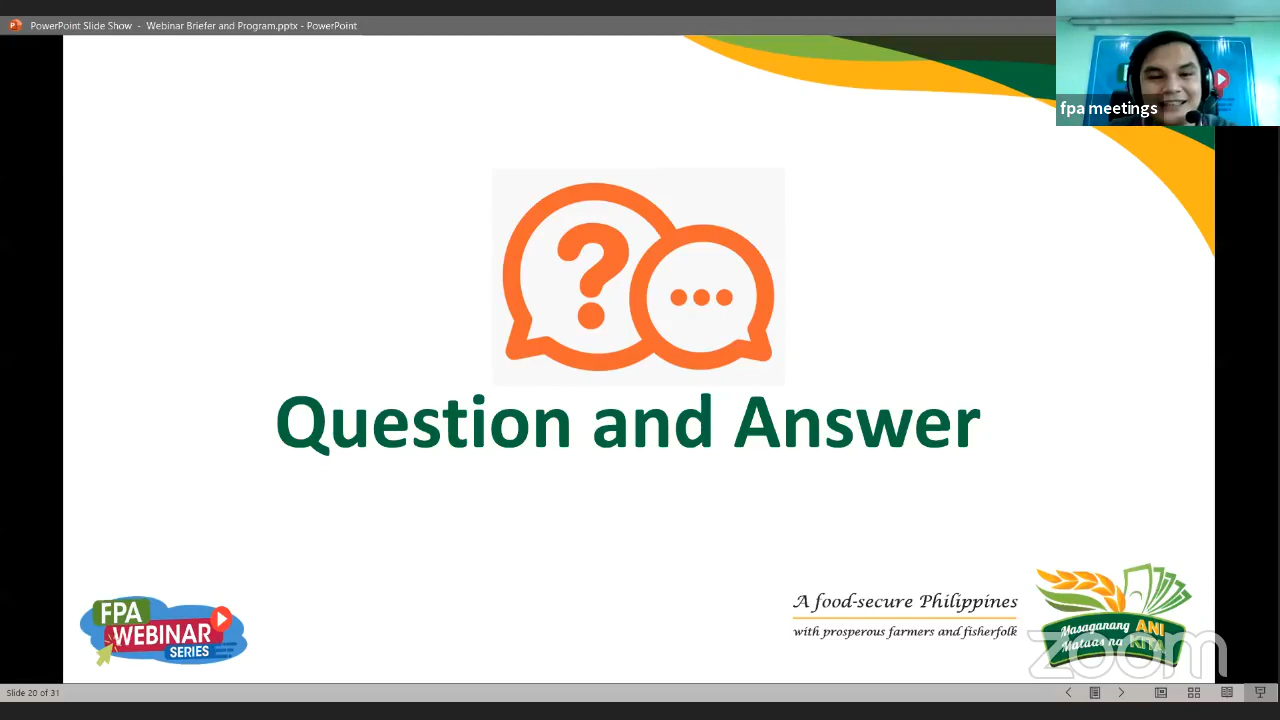 PowerPoint Slide Show - Webinar Briefer and Program.pptx - PowerPoint
fpa meetings
?
Question and Answer
FPA
WEBINAR
SERIES
A food-secure Philippines
with prosperous farmers and fisherfolk
Masaganang ANI
Mataas na KITA
zoom
Slide 20 of 31